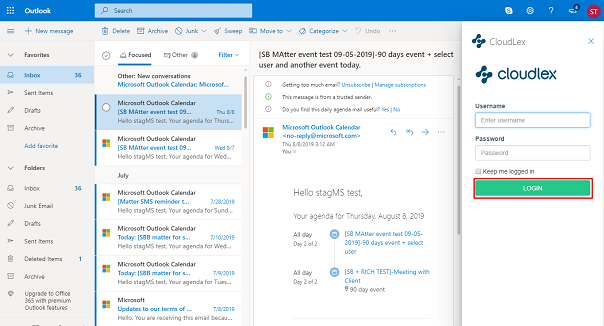 Outlook
Search
4
ST
New message
Delete
Archive
Junk
Sweep
Move to
Categorize
Undo
Favorites
Inbox 36
Sent Items
Drafts
Archive
Add favorite
Folders
Inbox 36
Junk Email
Drafts
Sent Items
Deleted Items 1
Archive
Upgrade to Office
365 with premium
Outlook features
Focused
Other
Filter
Other: New conversations
Microsoft Outlook Calendar; Microsof...
Microsoft Outlook Calendar
[SB MAtter event test 09... Thu 8/8
Hello stagMS test, Your agenda for Thurs...
Microsoft Outlook Calendar
[SB MAtter event test 09... Wed 8/7
Hello stagMS test, Your agenda for Wed...
July
Microsoft Outlook Calendar
[Matter SMS reminder t... 7/28/2019
Hello stagMS test, Your agenda for Sund...
Microsoft Outlook Calendar
Today: [SBB matter for s... 7/10/2019
Hello stagMS test, Your agenda for Wed...
Microsoft Outlook Calendar
Today: [SBB matter for s... 7/9/2019
Hello stagMS test, Your agenda for Tues...
Microsoft
Updates to our terms of ... 7/8/2019
Hello, You are receiving this email becau...
[SB MAtter event test 09-05-2019]-90 days event + select
user and another event today.
Getting too much email? Unsubscribe | Manage subscriptions
This message is from a trusted sender.
Do you find this daily agenda mail useful? Yes | No
Microsoft Outlook Calendar
<no-reply@microsoft.com>
Thu 8/8/2019 3:12 AM
You
Hello stagMS test,
Your agenda for Thursday, August 8, 2019
All day
Day 2 of 2
[SB MAtter event test 09-05-
2019]-90 days event + select
user
All day
Day 2 of 2
[SB + RICH TEST]-Meeting with
Client
90 day event
CloudLex
cloudlex
Username
Enter username
Password
Password
Keep me logged in
LOGIN